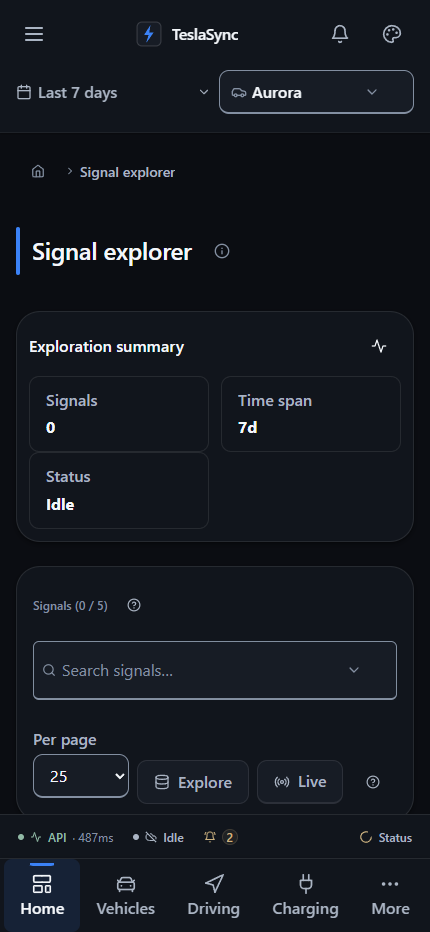 TeslaSync
Last 7 days
Aurora
Signal explorer
Signal explorer
Exploration summary
Signals
0
Time span
7d
Status
Idle
Signals (0 / 5)
Search signals...
Per page
25
Explore
Live
API · 487ms
Idle
2
Status
Home
Vehicles
Driving
Charging
More